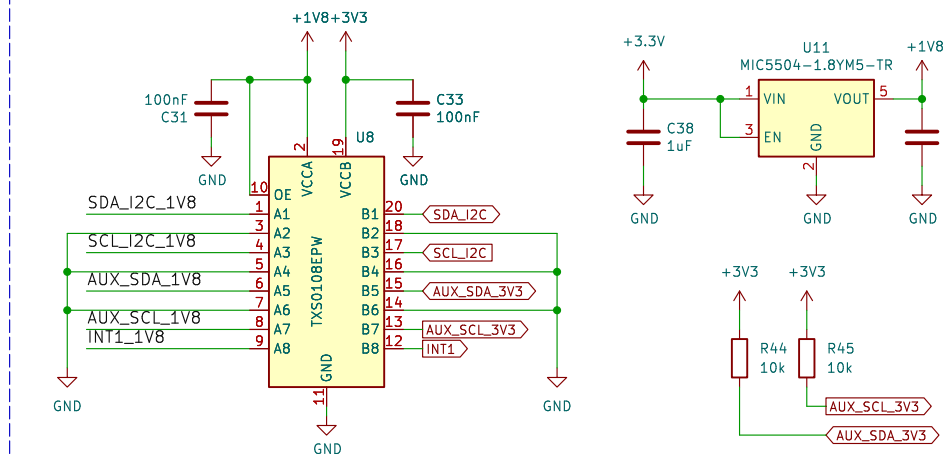 +1V8 +3V3
100nF
C31
C33
100nF
GND
GND
U8
2
19
VCCA
VCCB
10 OE
SDA_I2C_1V8
1 A1
B1 20
SDA_I2C
3 A2
B2 18
SCL_I2C_1V8
4 A3
B3 17
SCL_I2C
5 A4
B4 16
AUX_SDA_1V8
6 A5
B5 15
AUX_SDA_3V3
7 A6
B6 14
AUX_SCL_1V8
8 A7
B7 13
AUX_SCL_3V3
INT1_1V8
9 A8
B8 12
INT1
TXS0108EPW
GND
11
GND
GND
GND
+3.3V
U11
MIC5504-1.8YM5-TR
+1V8
1 VIN
VOUT 5
3 EN
GND
2
C38
1uF
GND
GND
GND
+3V3
+3V3
R44
10k
R45
10k
AUX_SCL_3V3
AUX_SDA_3V3